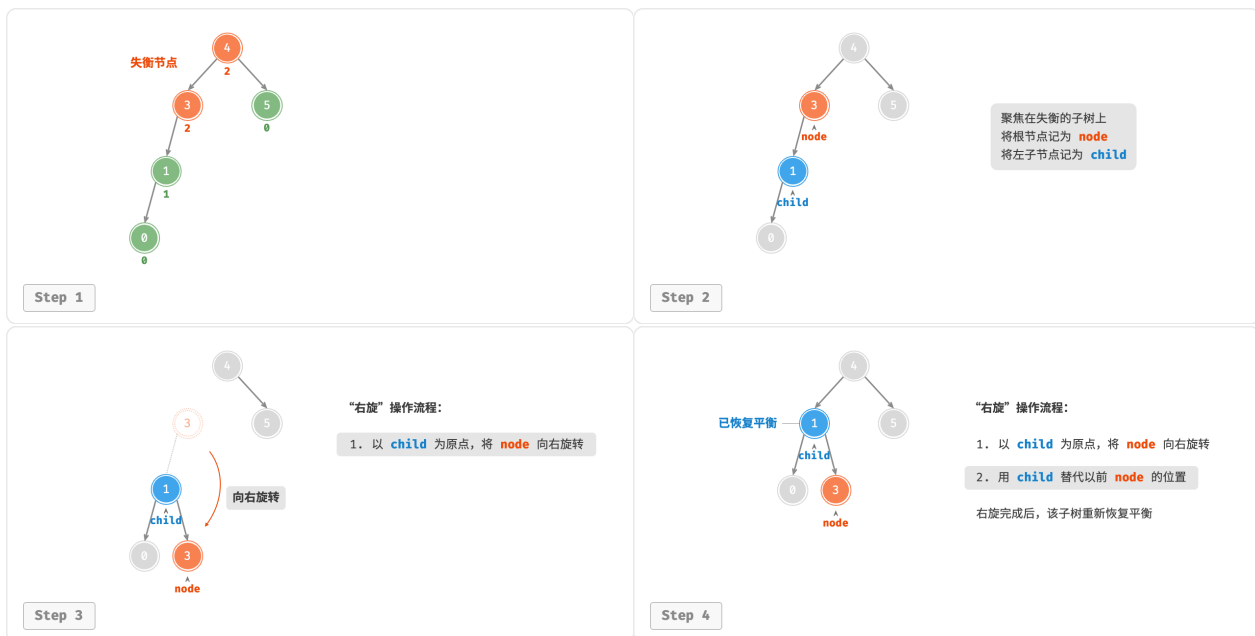 4
失衡节点
2
3
5
2
0
1
1
0
0
Step 1
4
3
5
node
1
child
0
聚焦在失衡的子树上
将根节点记为 node
将左子节点记为 child
Step 2
4
3
5
1
child
0
3
node
向右旋转
“右旋”操作流程：
1. 以 child 为原点，将 node 向右旋转
Step 3
4
已恢复平衡
1
5
child
0
3
node
“右旋”操作流程：
1. 以 child 为原点，将 node 向右旋转
2. 用 child 替代以前 node 的位置
右旋完成后，该子树重新恢复平衡
Step 4